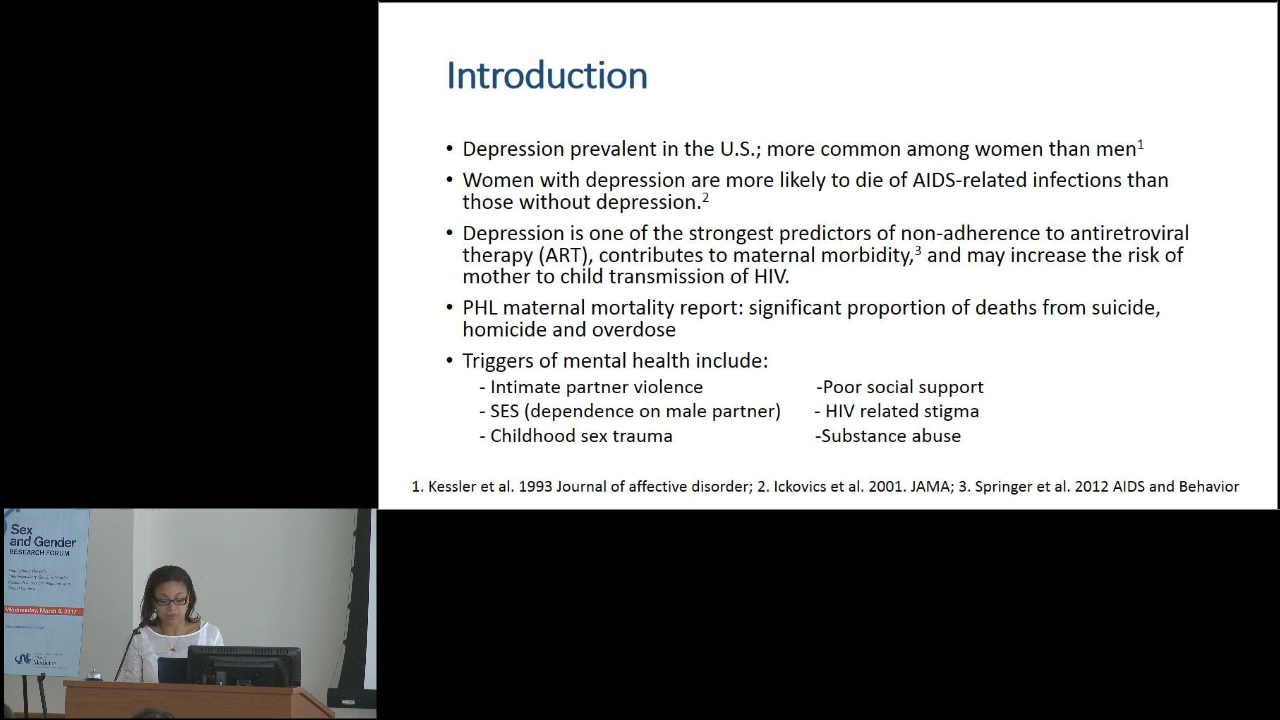 Introduction
• Depression prevalent in the U.S.; more common among women than men1
• Women with depression are more likely to die of AIDS-related infections than
those without depression.2
• Depression is one of the strongest predictors of non-adherence to antiretroviral
therapy (ART), contributes to maternal morbidity,3 and may increase the risk of
mother to child transmission of HIV.
• PHL maternal mortality report: significant proportion of deaths from suicide,
homicide and overdose
• Triggers of mental health include:
- Intimate partner violence -Poor social support
- SES (dependence on male partner) - HIV related stigma
- Childhood sex trauma -Substance abuse
1. Kessler et al. 1993 Journal of affective disorder; 2. Ickovics et al. 2001. JAMA; 3. Springer et al. 2012 AIDS and Behavior
Sex
and Gender
RESEARCH FORUM
Wednesday, March 8, 2017
Medicine